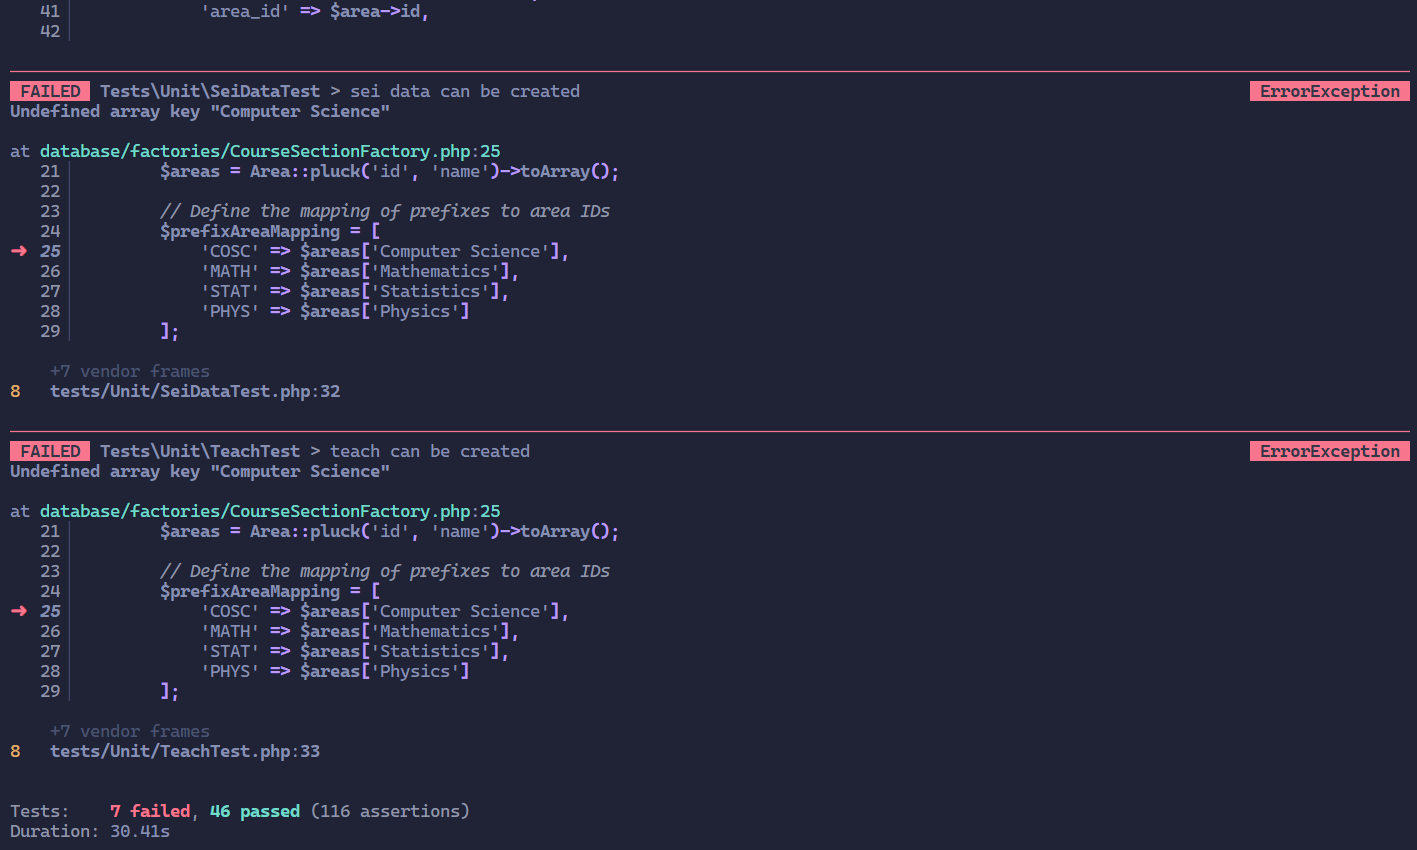 41                'area_id' => $area->id,
42
FAILED  Tests\Unit\SeiDataTest > sei data can be created  ErrorException
Undefined array key "Computer Science"
at database/factories/CourseSectionFactory.php:25
21            $areas = Area::pluck('id', 'name')->toArray();
22
23            // Define the mapping of prefixes to area IDs
24            $prefixAreaMapping = [
➜ 25                'COSC' => $areas['Computer Science'],
26                'MATH' => $areas['Mathematics'],
27                'STAT' => $areas['Statistics'],
28                'PHYS' => $areas['Physics']
29            ];
+7 vendor frames
8   tests/Unit/SeiDataTest.php:32
FAILED  Tests\Unit\TeachTest > teach can be created  ErrorException
Undefined array key "Computer Science"
at database/factories/CourseSectionFactory.php:25
21            $areas = Area::pluck('id', 'name')->toArray();
22
23            // Define the mapping of prefixes to area IDs
24            $prefixAreaMapping = [
➜ 25                'COSC' => $areas['Computer Science'],
26                'MATH' => $areas['Mathematics'],
27                'STAT' => $areas['Statistics'],
28                'PHYS' => $areas['Physics']
29            ];
+7 vendor frames
8   tests/Unit/TeachTest.php:33
Tests:    7 failed, 46 passed (116 assertions)
Duration: 30.41s